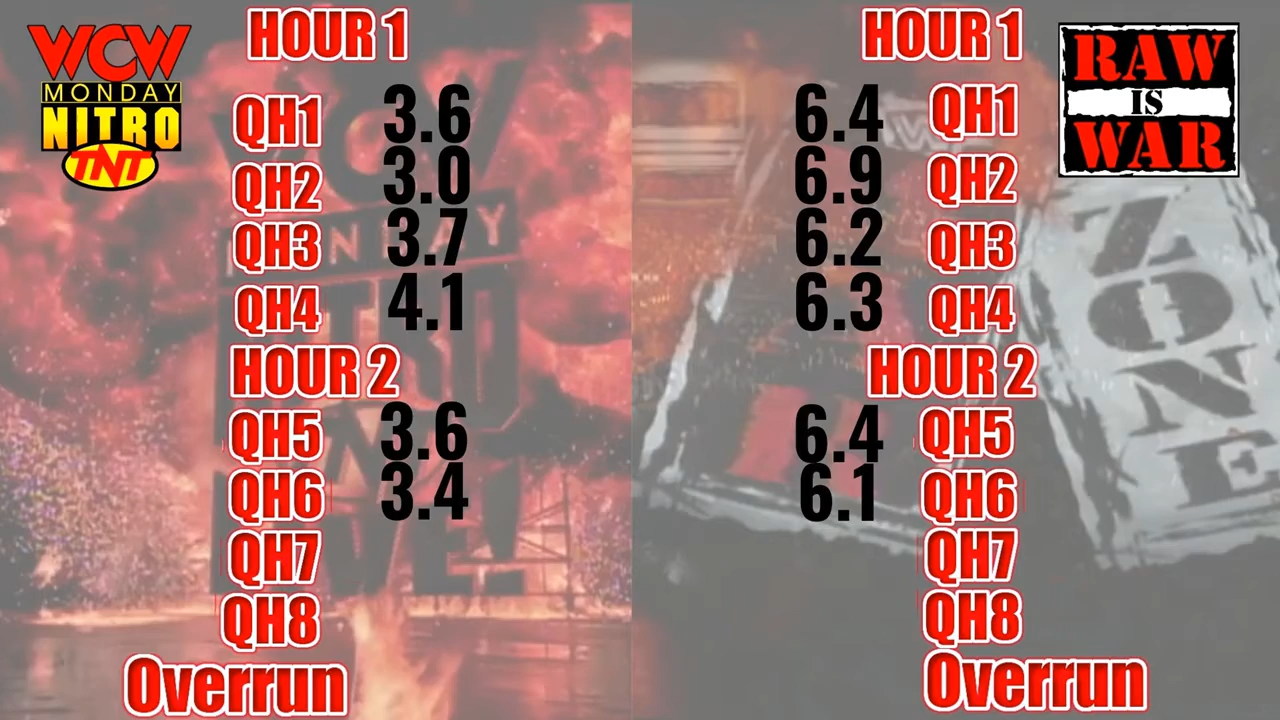 WCW
MONDAY
NITRO
TNT
HOUR 1
QH1 3.6
QH2 3.0
QH3 3.7
QH4 4.1
HOUR 2
QH5 3.6
QH6 3.4
QH7
QH8
Overrun
HOUR 1
RAW
IS
WAR
6.4 QH1
6.9 QH2
6.2 QH3
6.3 QH4
HOUR 2
6.4 QH5
6.1 QH6
QH7
QH8
Overrun
ZONE